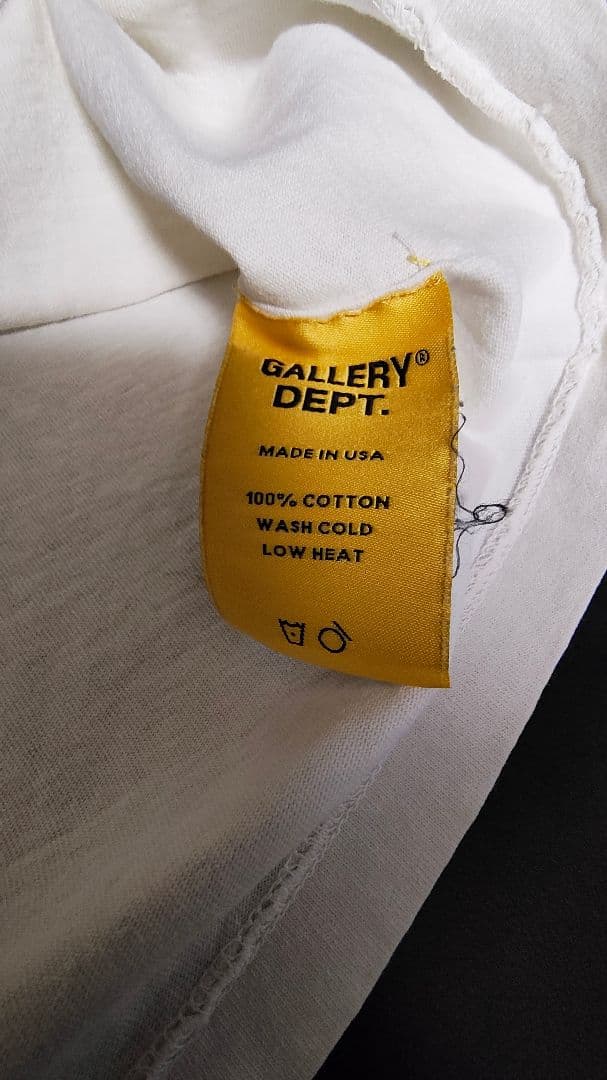 GALLERY®
DEPT.
MADE IN USA
100% COTTON
WASH COLD
LOW HEAT